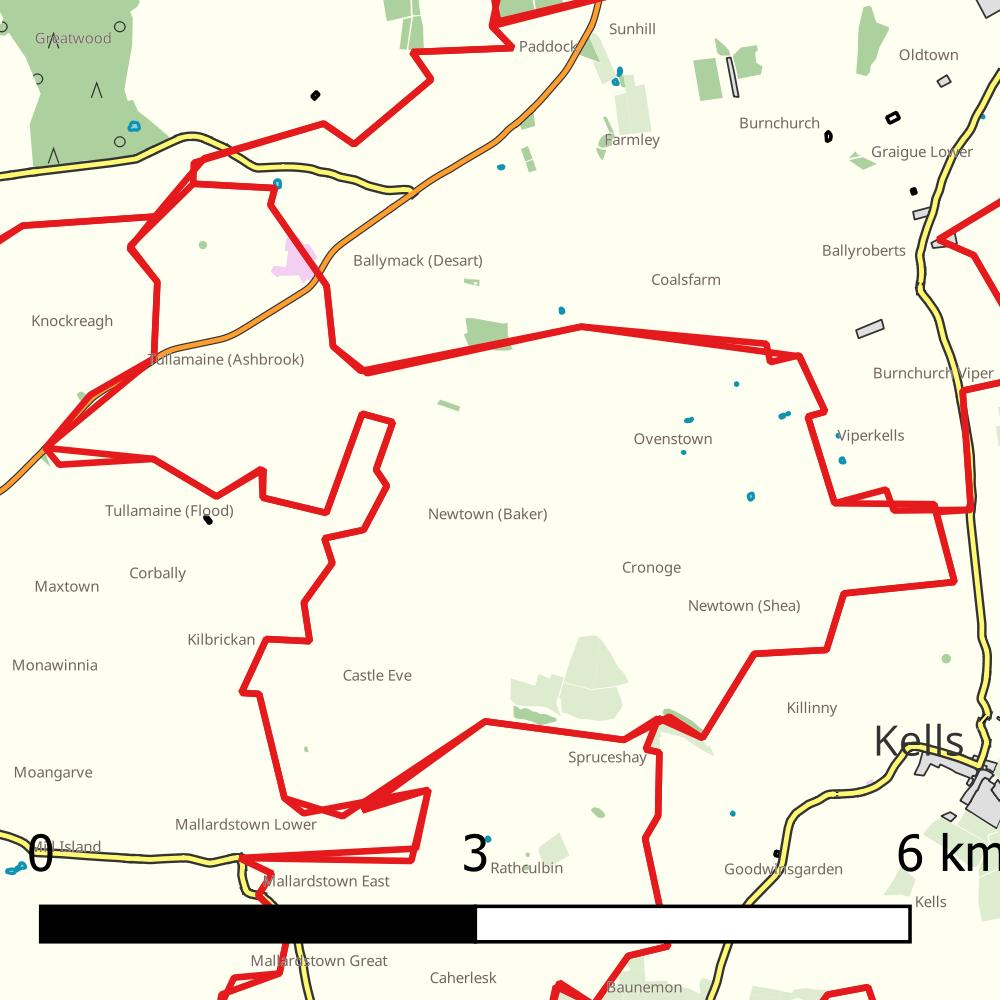 Sunhill
Greatwood
Paddock
Oldtown
Burnchurch
Farmley
Graigue Lower
Ballyroberts
Ballymack (Desart)
Coalsfarm
Knockreagh
Tullamaine (Ashbrook)
Burnchurch Viper
Viperkells
Ovenstown
Tullamaine (Flood)
Newtown (Baker)
Cronoge
Corbally
Maxtown
Newtown (Shea)
Kilbrickan
Monawinnia
Castle Eve
Killinny
Kells
Spruceshay
Moangarve
Mallardstown Lower
Mill Island
0 3 6 km
Rathculbin
Goodwinsgarden
Mallardstown East
Kells
Mallardstown Great
Caherlesk
Baunemon